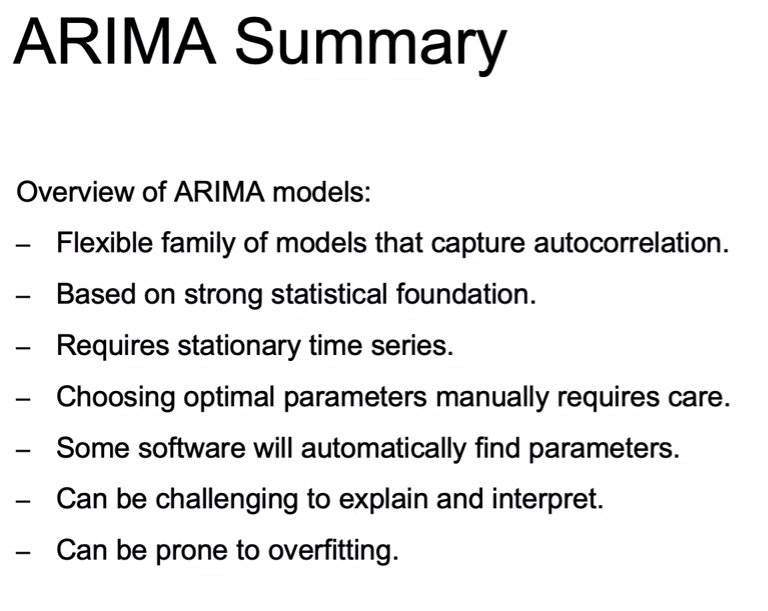 ARIMA Summary
Overview of ARIMA models:
– Flexible family of models that capture autocorrelation.
– Based on strong statistical foundation.
– Requires stationary time series.
– Choosing optimal parameters manually requires care.
– Some software will automatically find parameters.
– Can be challenging to explain and interpret.
– Can be prone to overfitting.